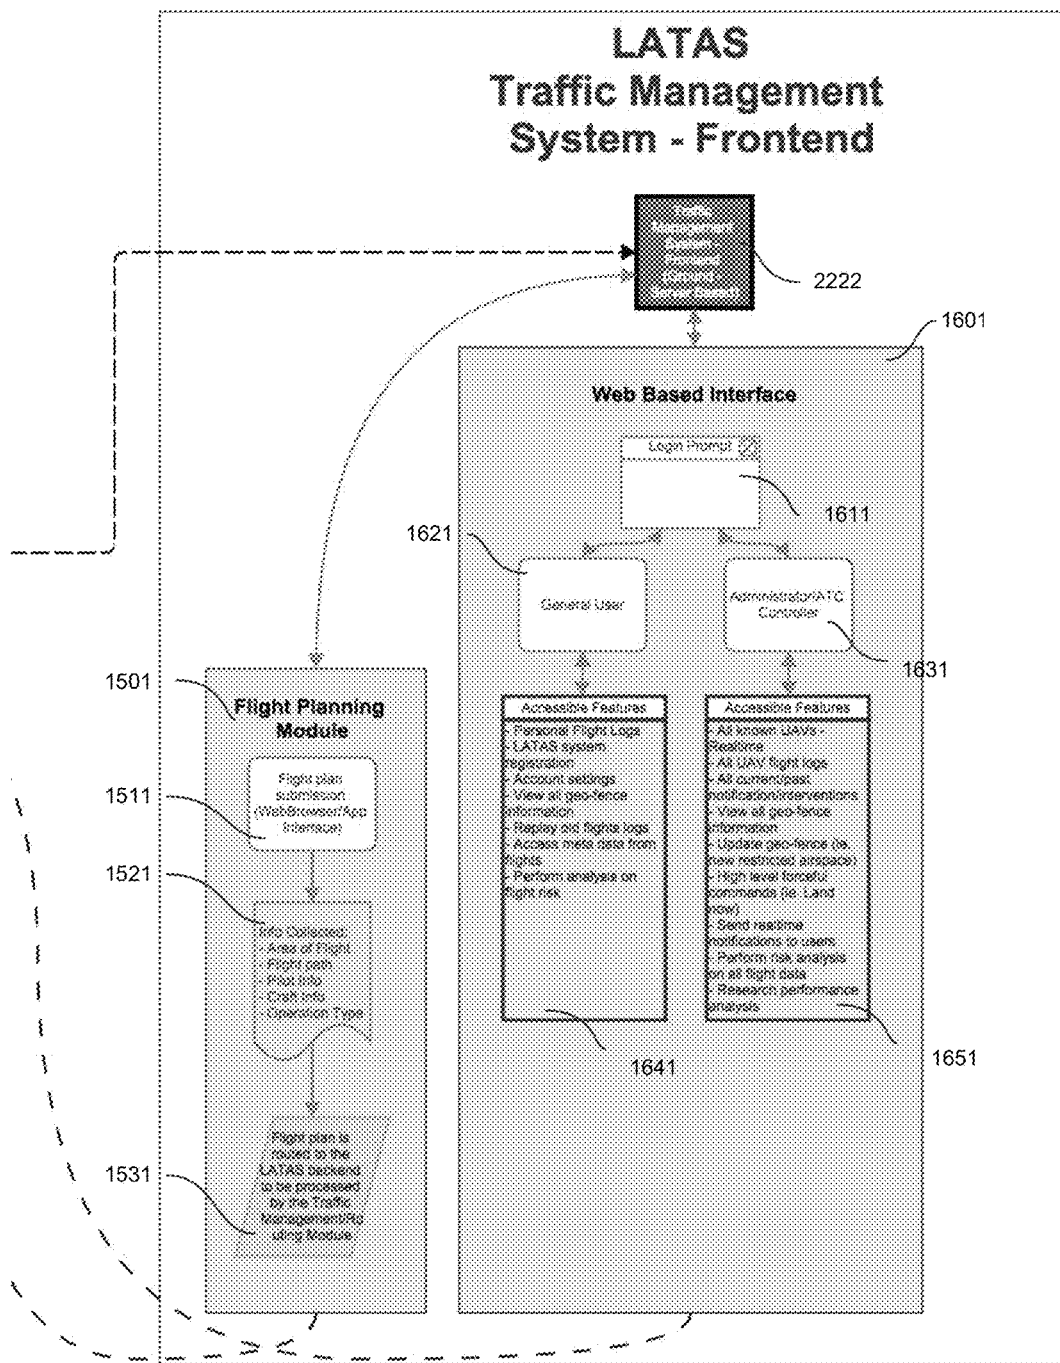 LATAS
Traffic Management
System - Frontend
2222
1601
Web Based Interface
Login Prompt
1611
1621
General User
Administrator/ATC
Controller
1631
1501
Flight Planning
Module
Flight plan
submission
(WebBrowser/App
Interface)
1511
1521
Info Collected:
- Area of Flight
- Flight path
- Pilot Info
- Craft Info
- Operation Type
Flight plan is
routed to the
LATAS backend
to be processed
by the Traffic
Management/Ro
uting Module
1531
Accessible Features
- Personal Flight Logs
- LATAS system
registration
- Account settings
- View all geo-fence
information
- Replay old flights logs
- Access meta data from
flights
- Perform analysis on
flight risk
1641
Accessible Features
- All known UAVs -
Realtime
- All UAV flight logs
- All current/past
notification/interventions
- View all geo-fence
information
- Update geo-fence (ie.
new restricted airspace)
- High level forceful
commands (ie. Land
now)
- Send realtime
notifications to users
- Perform risk analysis
on all flight data
- Research performance
analysis
1651